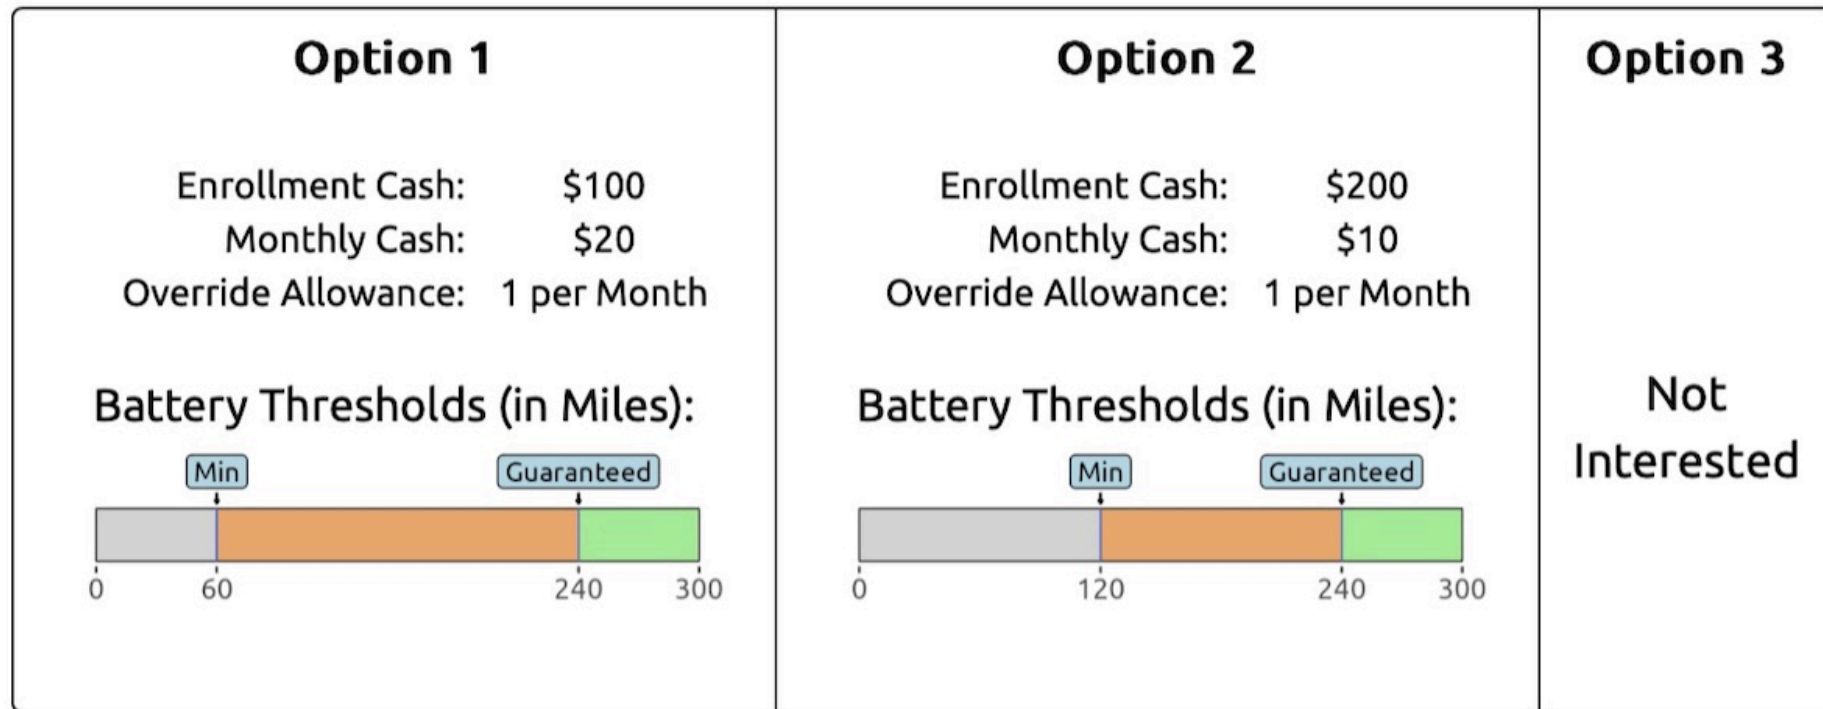 Option 1
Enrollment Cash: $100
Monthly Cash: $20
Override Allowance: 1 per Month
Battery Thresholds (in Miles):
Min Guaranteed
0 60 240 300
Option 2
Enrollment Cash: $200
Monthly Cash: $10
Override Allowance: 1 per Month
Battery Thresholds (in Miles):
Min Guaranteed
0 120 240 300
Option 3
Not
Interested